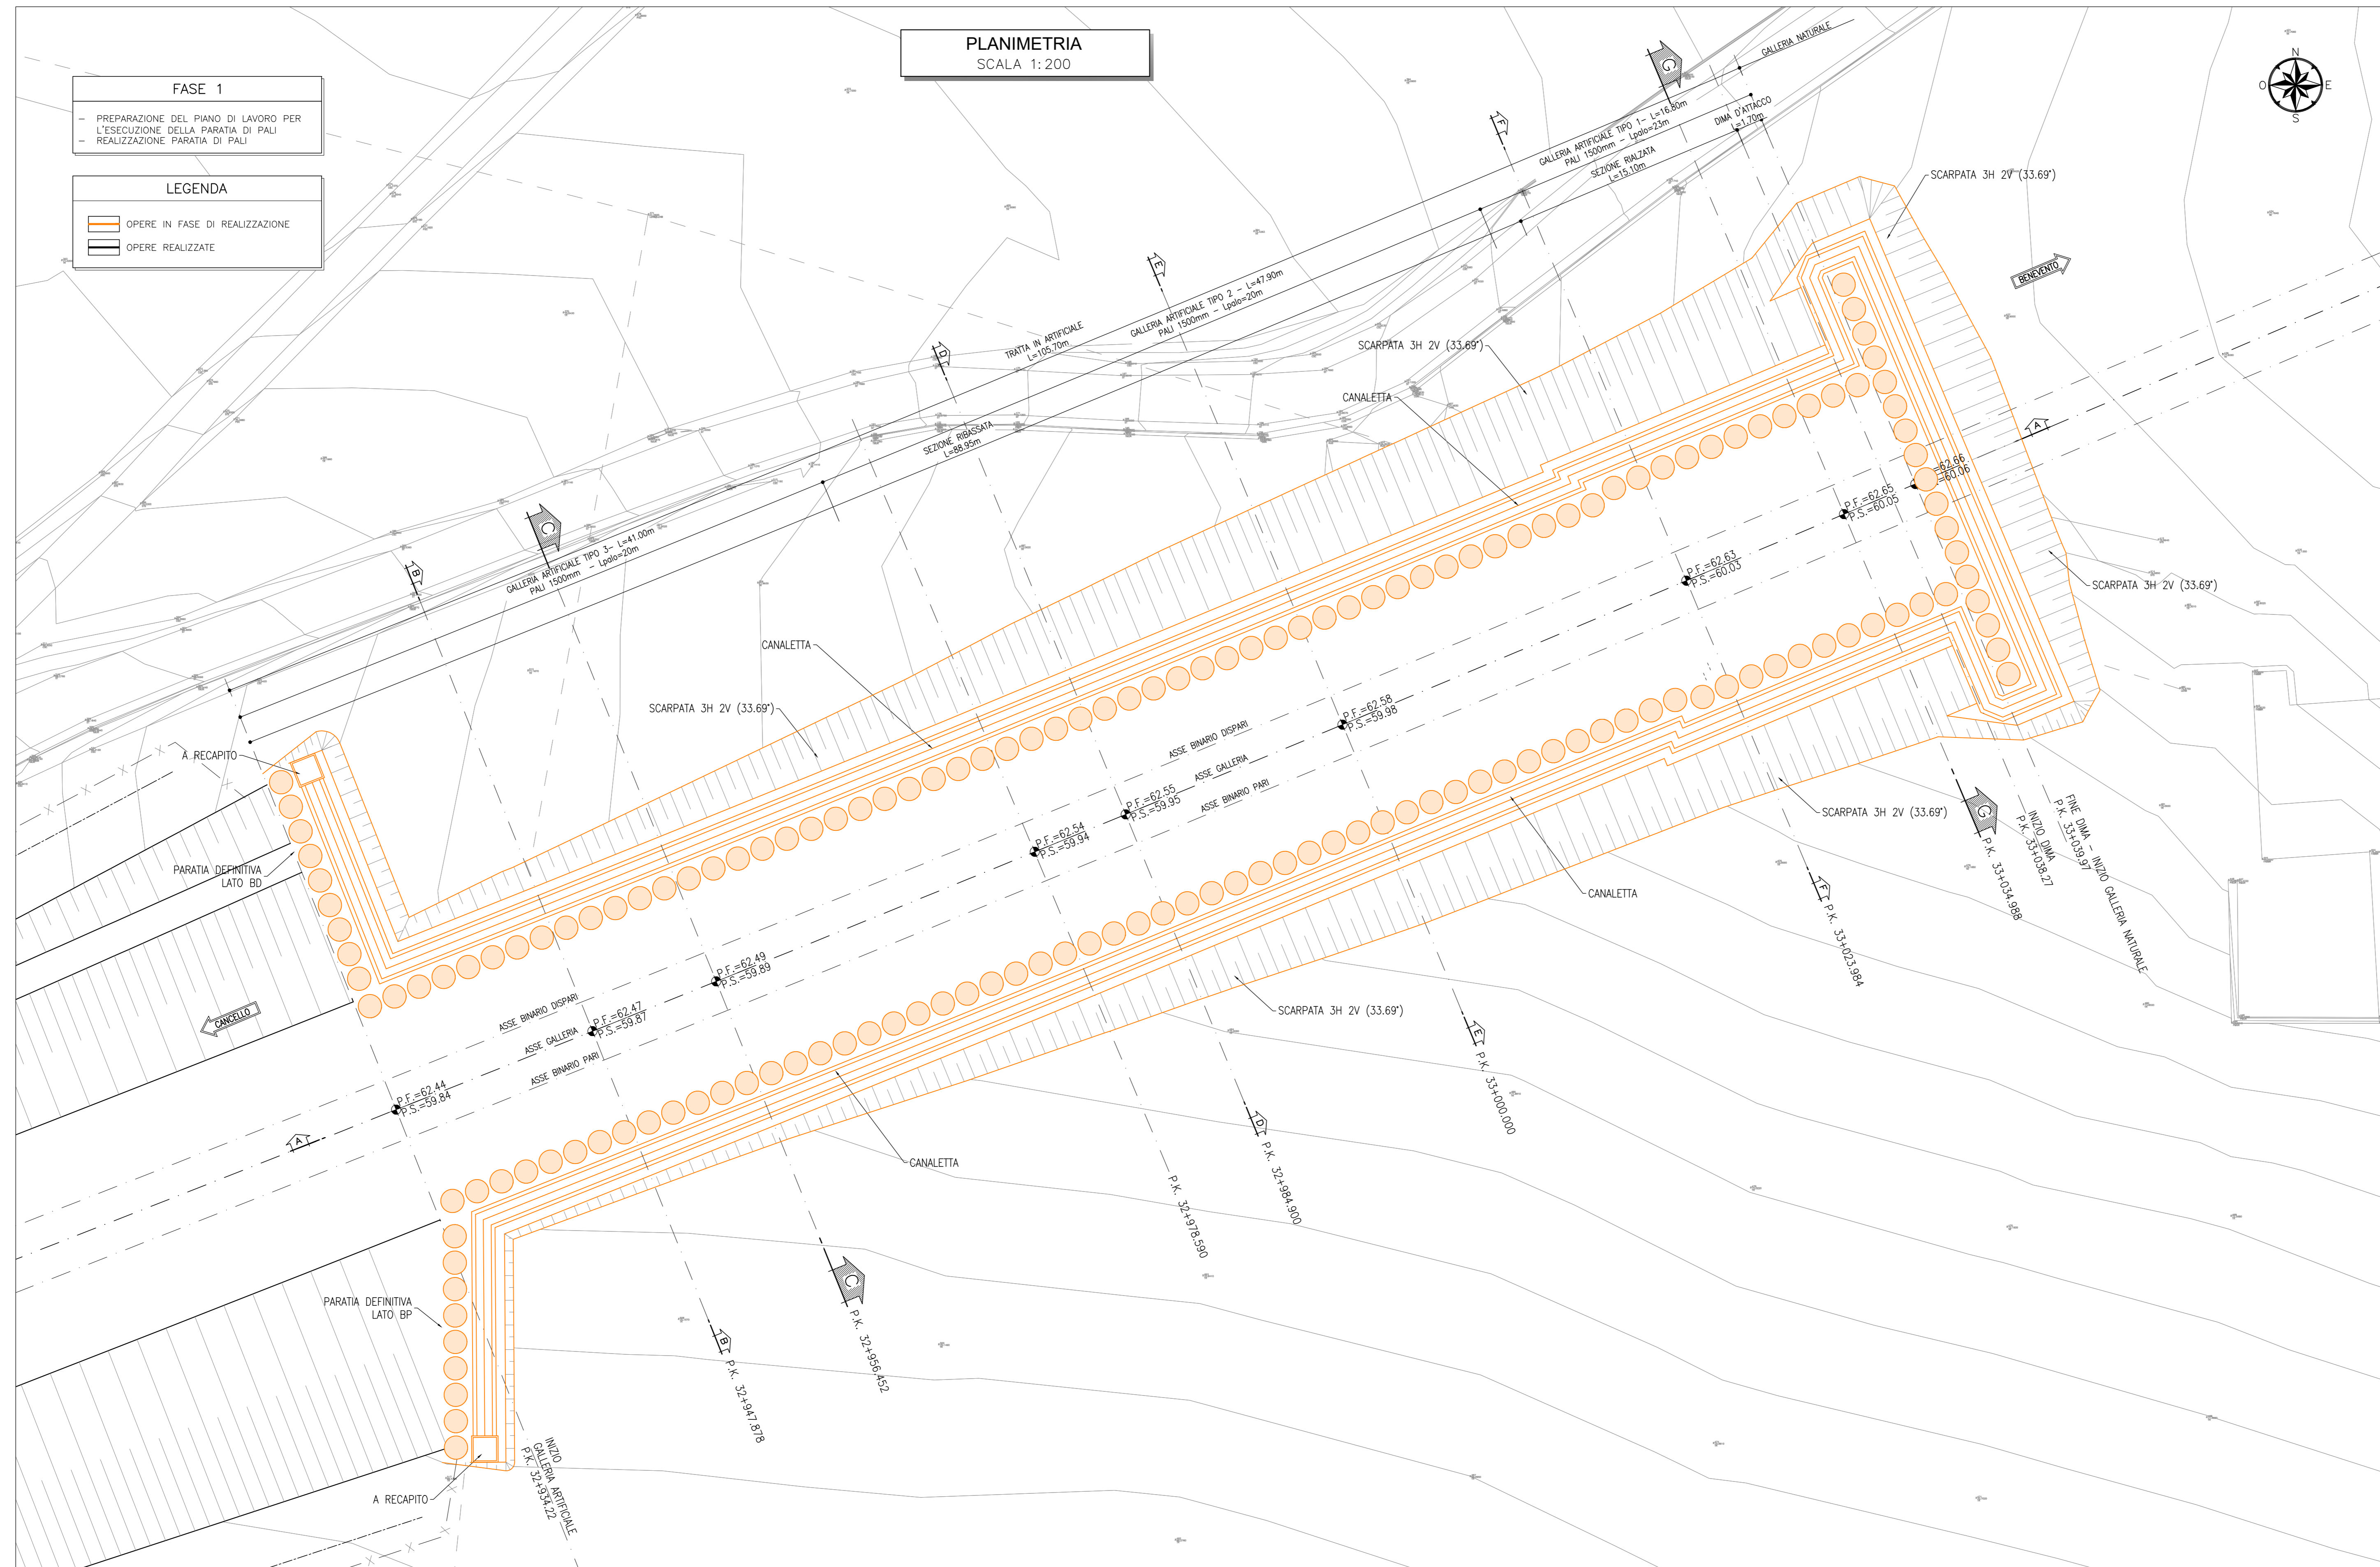 PLANIMETRIA
SCALA 1:200
FASE 1
- PREPARAZIONE DEL PIANO DI LAVORO PER
L'ESECUZIONE DELLA PARATIA DI PALI
- REALIZZAZIONE PARATIA DI PALI
LEGENDA
OPERE IN FASE DI REALIZZAZIONE
OPERE REALIZZATE
N
O
E
S
GALLERIA NATURALE
G
GALLERIA ARTIFICIALE TIPO 1- L=16.80m
PALI 1500mm - Lpalo=23m
DIMA D'ATTACCO
L=1.70m
SEZIONE RIALZATA
L=15.10m
F
E
D
C
B
TRATTA IN ARTIFICIALE
L=105.70m
GALLERIA ARTIFICIALE TIPO 2 - L=47.90m
PALI 1500mm - Lpalo=20m
SEZIONE RIBASSATA
L=88.95m
GALLERIA ARTIFICIALE TIPO 3- L=41.00m
PALI 1500mm - Lpalo=20m
SCARPATA 3H 2V (33.69°)
BENEVENTO
SCARPATA 3H 2V (33.69°)
CANALETTA
A
=62.66
=60.06
P.F.=62.65
P.S.=60.05
P.F.=62.63
P.S.=60.03
SCARPATA 3H 2V (33.69°)
CANALETTA
SCARPATA 3H 2V (33.69°)
P.F.=62.58
P.S.=59.98
ASSE BINARIO DISPARI
ASSE GALLERIA
ASSE BINARIO PARI
P.F.=62.55
P.S.=59.95
P.F.=62.54
P.S.=59.94
A RECAPITO
PARATIA DEFINITIVA
LATO BD
CANCELLO
P.F.=62.49
P.S.=59.89
ASSE BINARIO DISPARI
ASSE GALLERIA
ASSE BINARIO PARI
P.F.=62.47
P.S.=59.87
P.F.=62.44
P.S.=59.84
A
SCARPATA 3H 2V (33.69°)
CANALETTA
SCARPATA 3H 2V (33.69°)
CANALETTA
PARATIA DEFINITIVA
LATO BP
A RECAPITO
INIZIO
GALLERIA ARTIFICIALE
P.K. 32+934.22
B
P.K. 32+947.878
C
P.K. 32+956.452
P.K. 32+978.590
D
P.K. 32+984.900
E
P.K. 33+000.000
F
P.K. 33+023.984
G
P.K. 33+034.988
INIZIO DIMA
P.K. 33+038.27
FINE DIMA - INIZIO GALLERIA NATURALE
P.K. 33+039.97